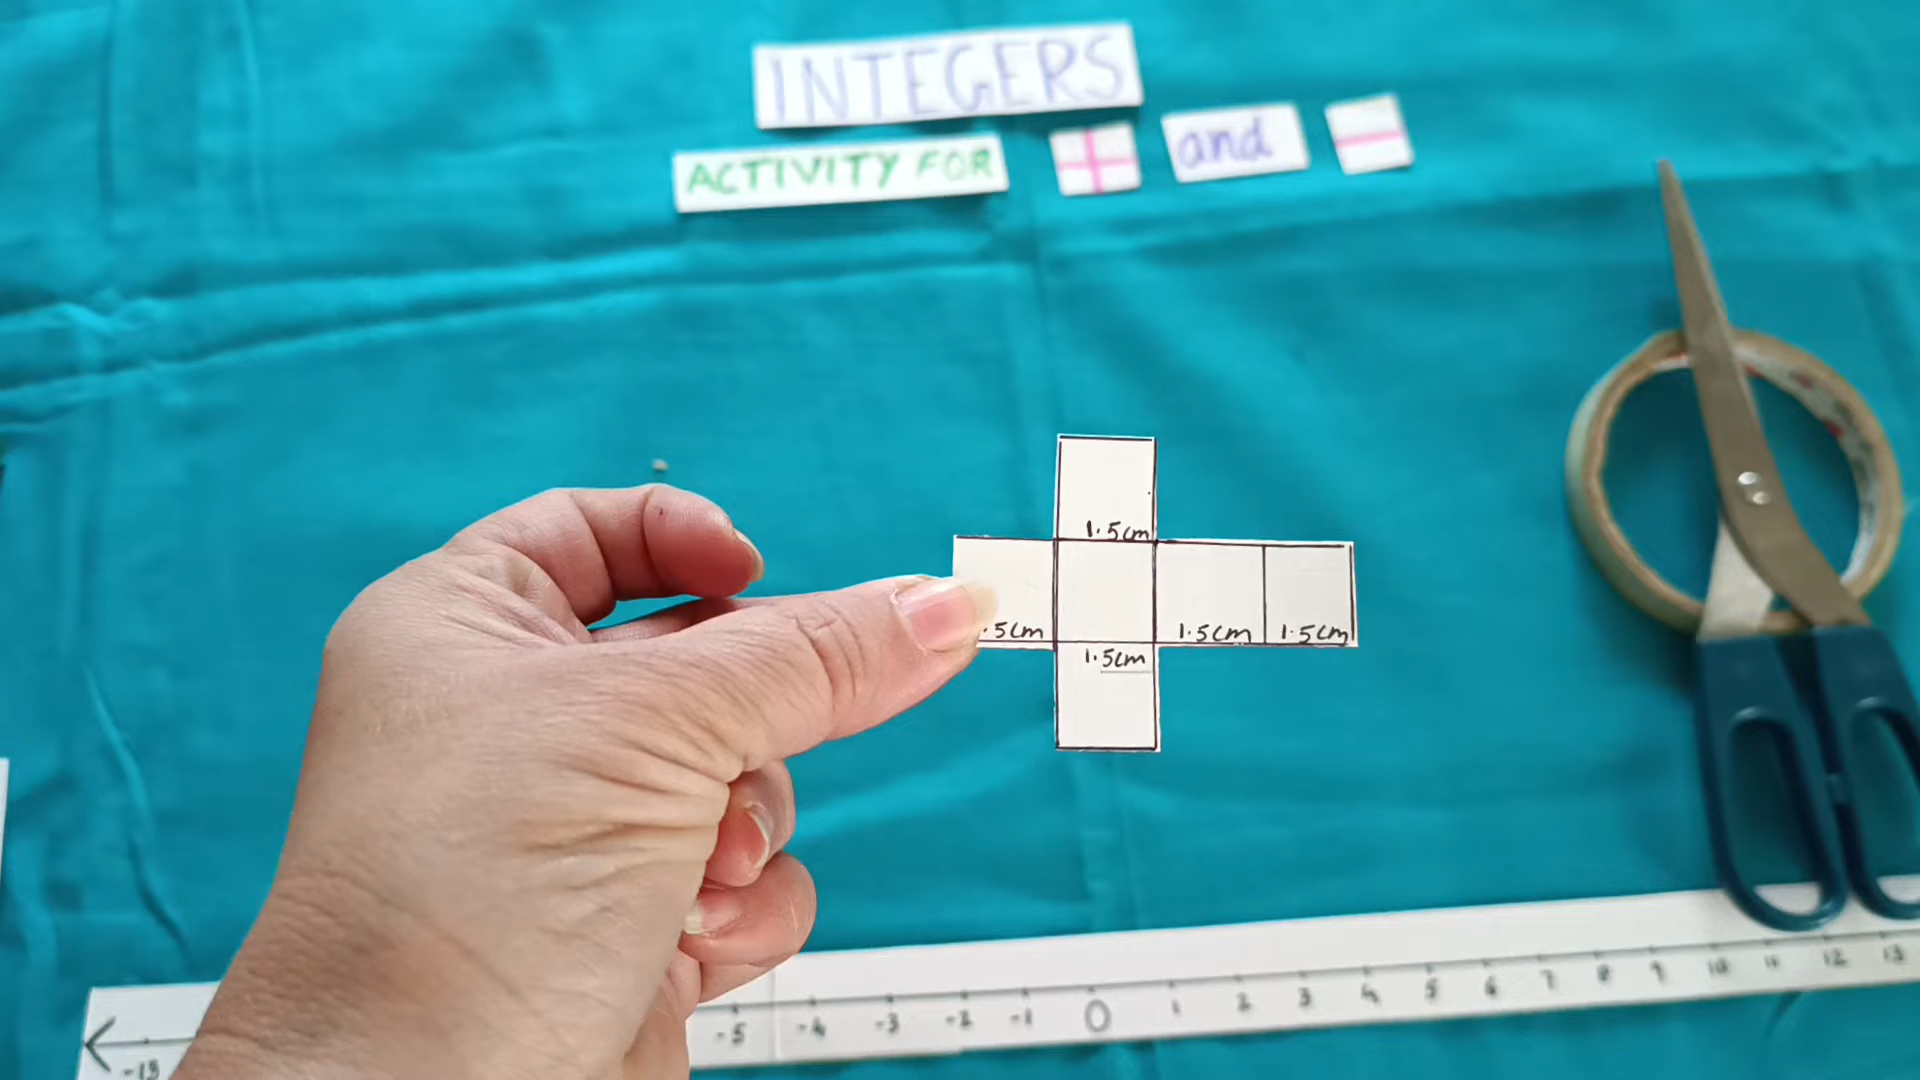 INTEGERS
ACTIVITY FOR + and -
1.5cm
.5cm 1.5cm 1.5cm
1.5cm
-13 -5 -4 -3 -2 -1 0 1 2 3 4 5 6 7 8 9 10 11 12 13